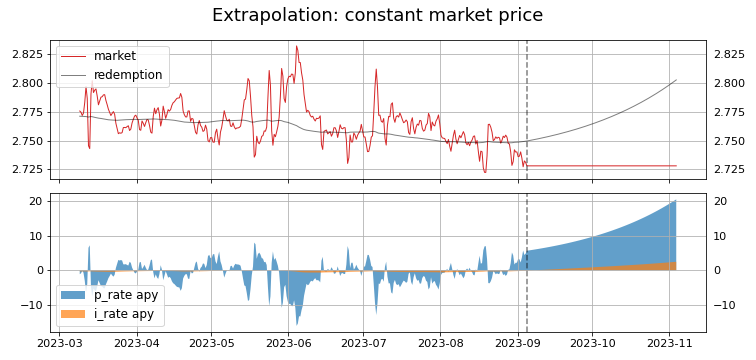 Extrapolation: constant market price
2.825 2.825
2.800 2.800
2.775 2.775
2.750 2.750
2.725 2.725
market
redemption
20 20
10 10
0 0
−10 −10
p_rate apy
i_rate apy
2023-03 2023-04 2023-05 2023-06 2023-07 2023-08 2023-09 2023-10 2023-11